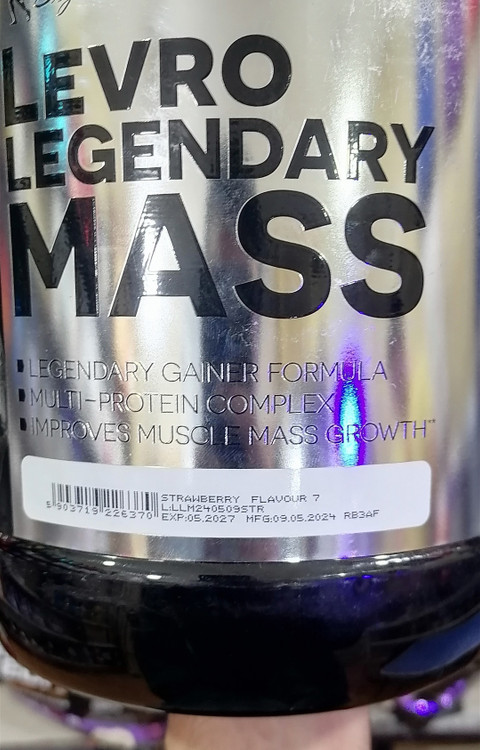 LEVRO
LEGENDARY
MASS
LEGENDARY GAINER FORMULA
MULTI-PROTEIN COMPLEX
IMPROVES MUSCLE MASS GROWTH**
STRAWBERRY FLAVOUR 7
L:LLM240509STR
EXP:05.2027 MFG:09.05.2024 RB3AF
5 903719 226370